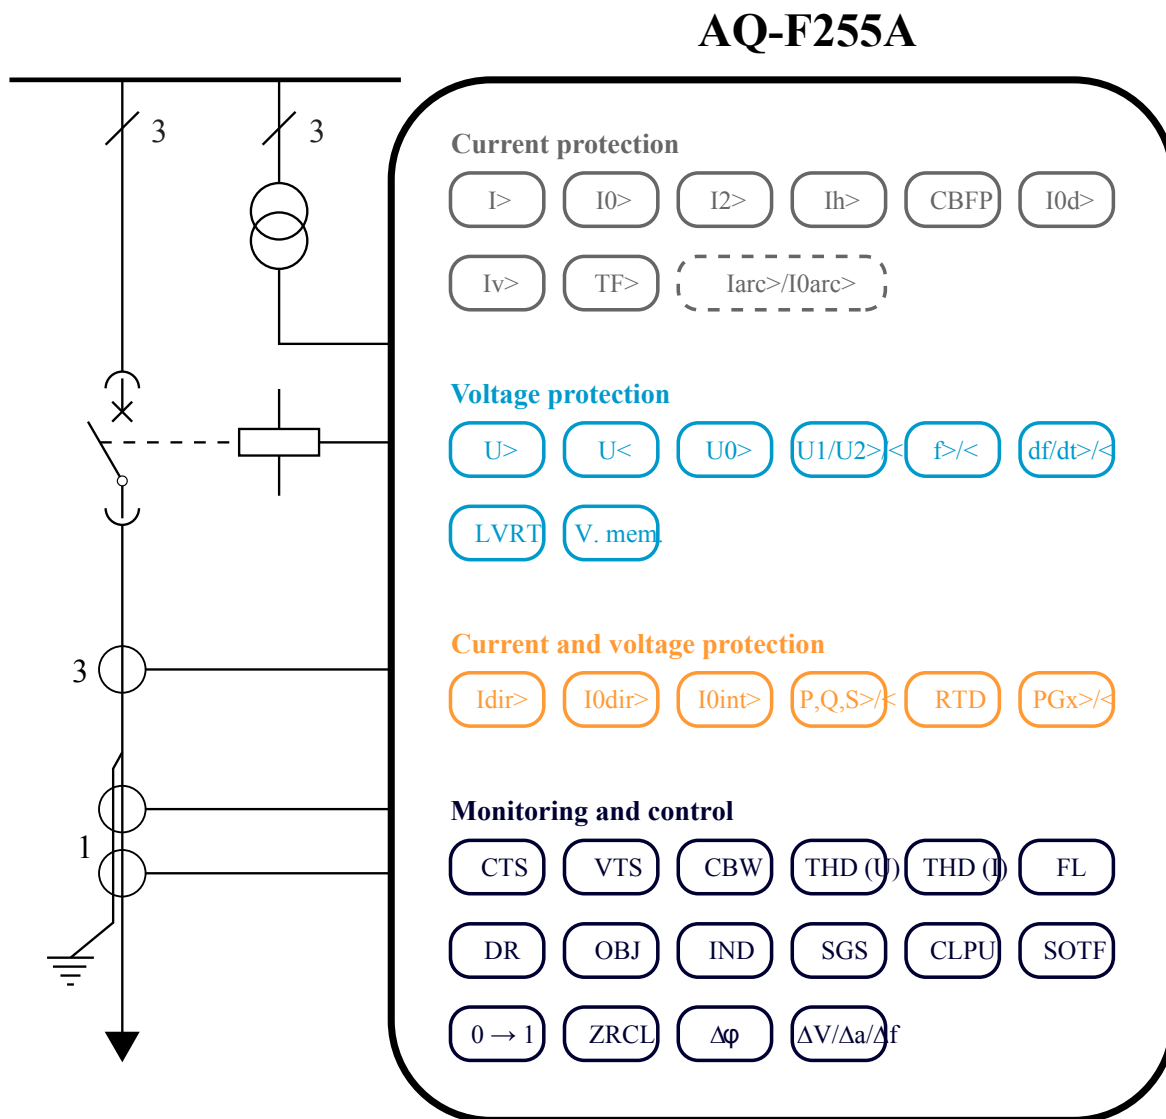 AQ-F255A
3 3
Current protection
I> I0> I2> Ih> CBFP I0d>
Iv> TF> Iarc>/I0arc>
Voltage protection
U> U< U0> U1/U2>/< f>/< df/dt>/<
LVRT V. mem.
Current and voltage protection
3 Idir> I0dir> I0int> P,Q,S>/< RTD PGx>/<
Monitoring and control
1 CTS VTS CBW THD (U) THD (I) FL
DR OBJ IND SGS CLPU SOTF
0 → 1 ZRCL Δφ ΔV/Δa/Δf